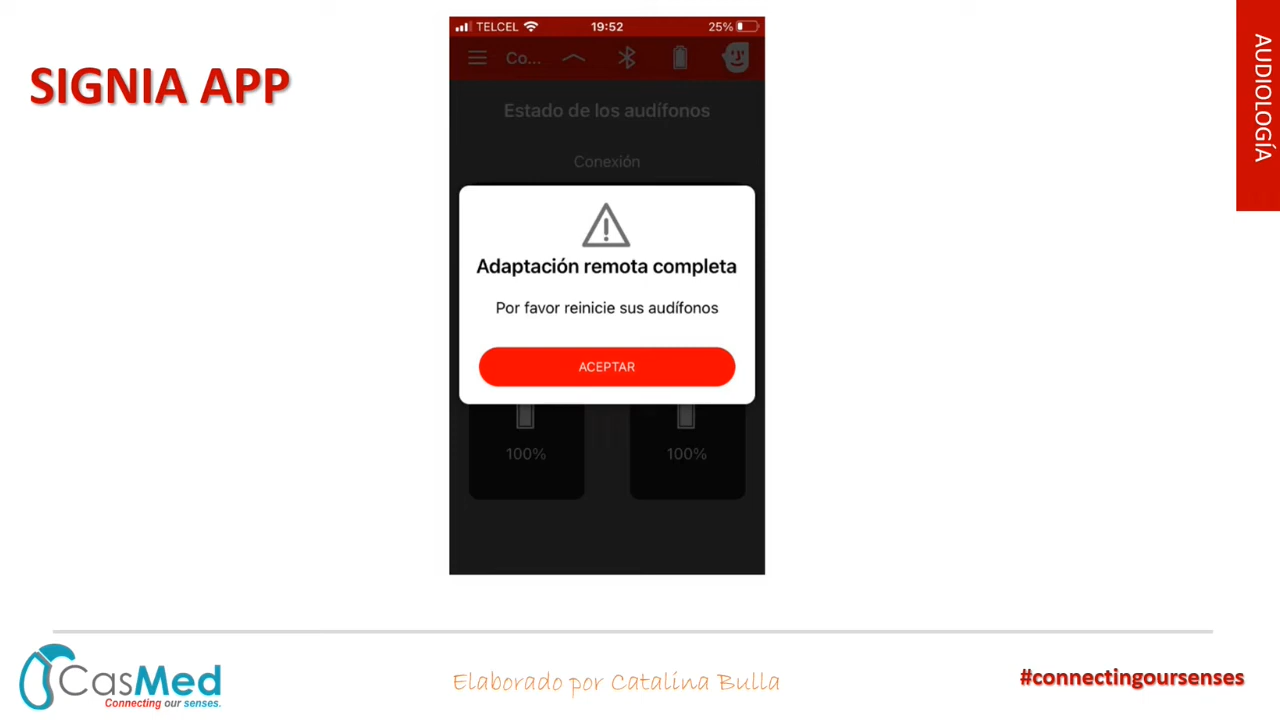 SIGNIA APP
AUDIOLOGÍA
TELCEL 19:52 25%
Co...
Estado de los audífonos
Conexión
Adaptación remota completa
Por favor reinicie sus audífonos
ACEPTAR
100% 100%
CasMed
Connecting our senses.
Elaborado por Catalina Bulla
#connectingoursenses